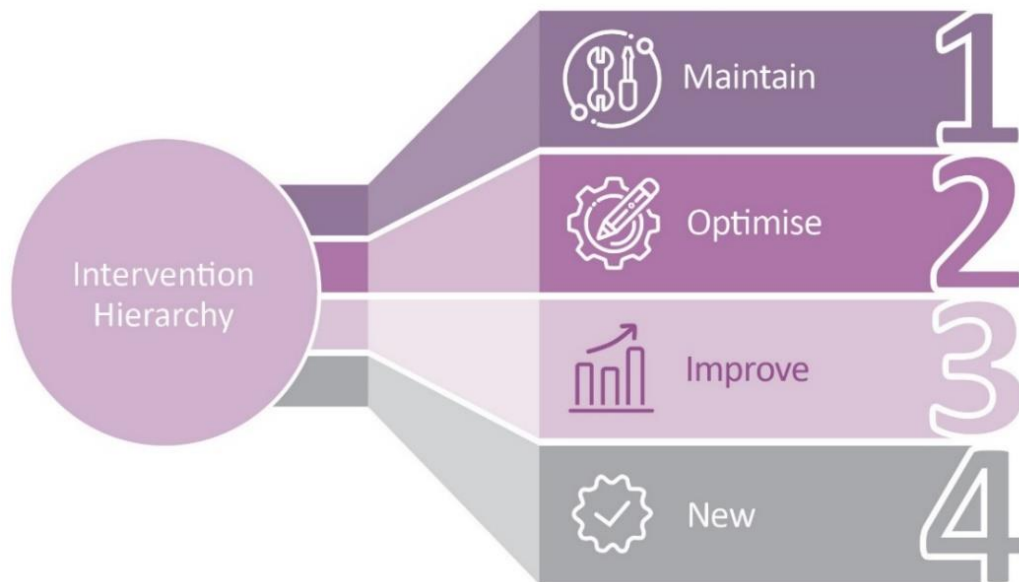 Intervention
Hierarchy
Maintain 1
Optimise 2
Improve 3
New 4